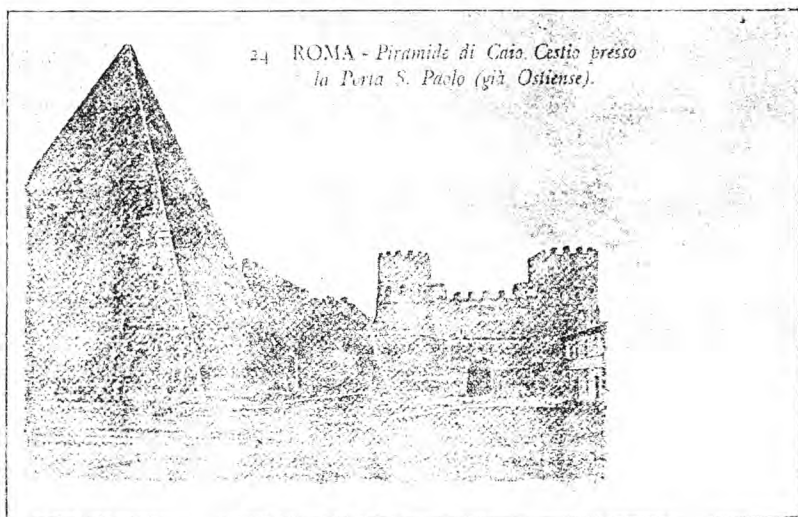 24 ROMA - Piramide di Caio Cestio presso
la Porta S. Paolo (già Ostiense).